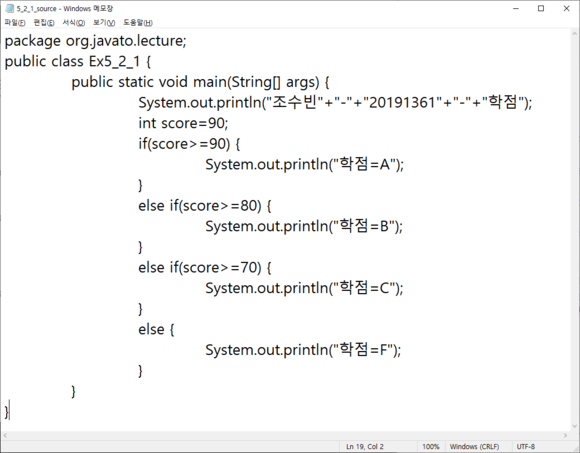 5_2_1_source - Windows 메모장
파일(F) 편집(E) 서식(O) 보기(V) 도움말(H)
package org.javato.lecture;
public class Ex5_2_1 {
public static void main(String[] args) {
System.out.println("조수빈"+"-"+"20191361"+"-"+"학점");
int score=90;
if(score>=90) {
System.out.println("학점=A");
}
else if(score>=80) {
System.out.println("학점=B");
}
else if(score>=70) {
System.out.println("학점=C");
}
else {
System.out.println("학점=F");
}
}
}
Ln 19, Col 2 100% Windows (CRLF) UTF-8